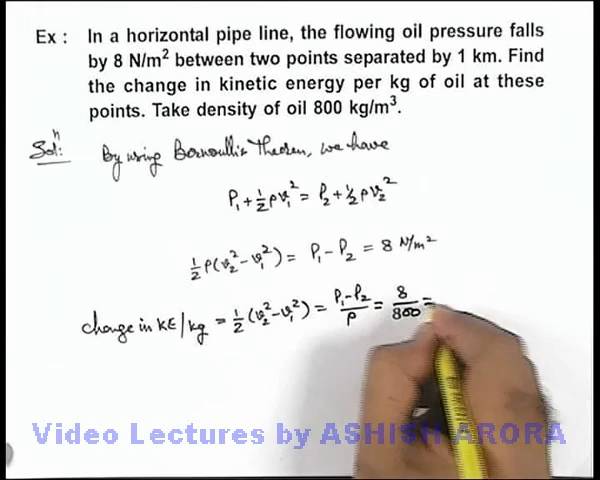 Ex : In a horizontal pipe line, the flowing oil pressure falls
by 8 N/m² between two points separated by 1 km. Find
the change in kinetic energy per kg of oil at these
points. Take density of oil 800 kg/m³.
Solⁿ: By using Bernoulli's Theorem, we have
P₁ + ½ρv₁² = P₂ + ½ρv₂²
½ρ(v₂² - v₁²) = P₁ - P₂ = 8 N/m²
change in KE/kg = ½(v₂² - v₁²) = (P₁ - P₂)/ρ = 8/800 =
Video Lectures by ASHISH ARORA